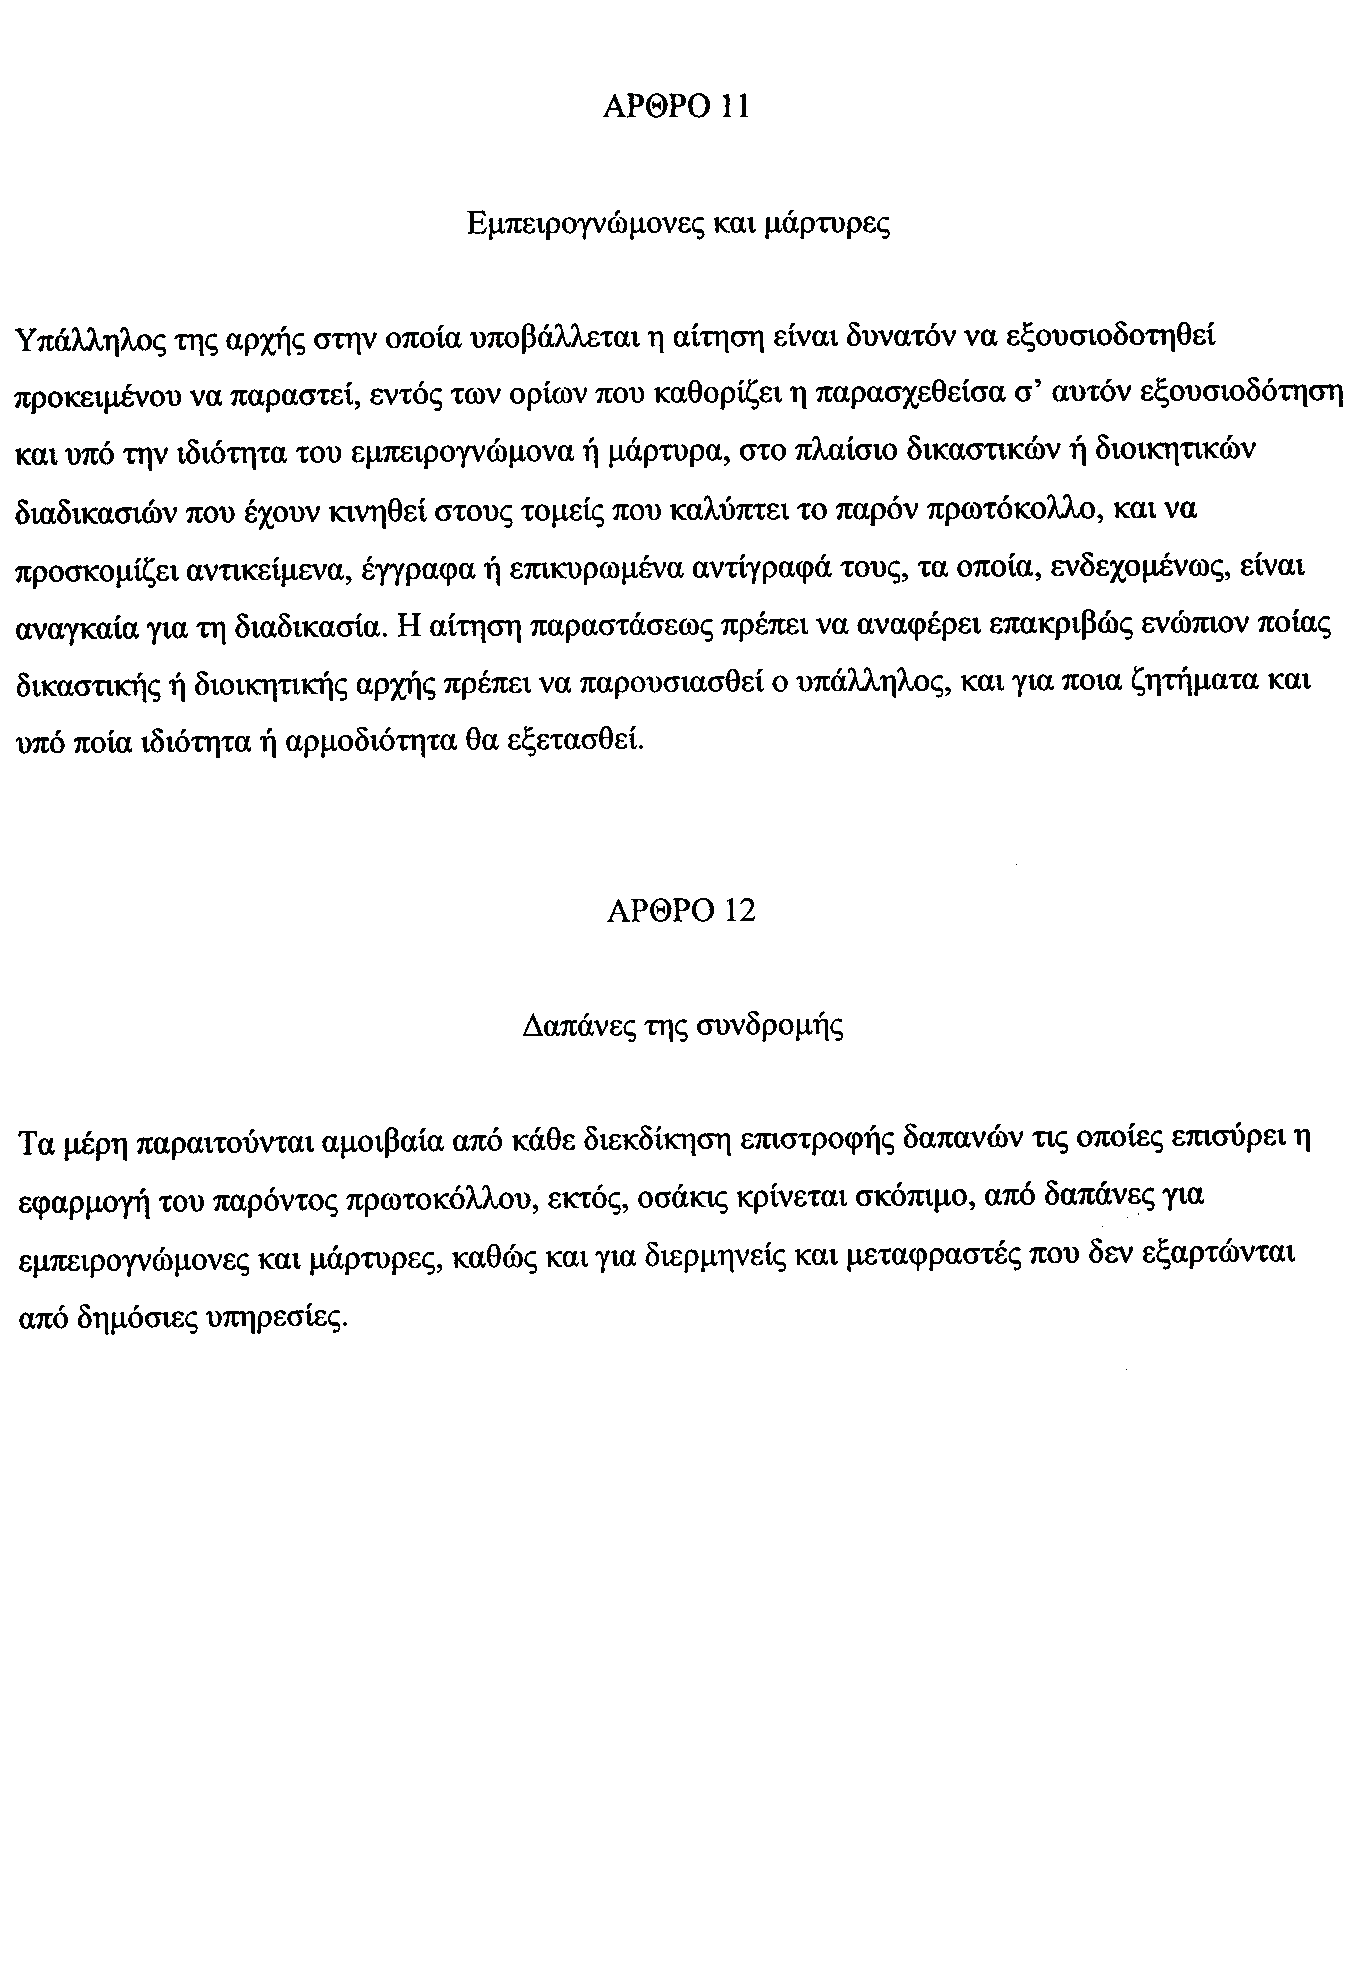 ΑΡΘΡΟ 11
Εμπειρογνώμονες και μάρτυρες
Υπάλληλος της αρχής στην οποία υποβάλλεται η αίτηση είναι δυνατόν να εξουσιοδοτηθεί
προκειμένου να παραστεί, εντός των ορίων που καθορίζει η παρασχεθείσα σ’ αυτόν εξουσιοδότηση
και υπό την ιδιότητα του εμπειρογνώμονα ή μάρτυρα, στο πλαίσιο δικαστικών ή διοικητικών
διαδικασιών που έχουν κινηθεί στους τομείς που καλύπτει το παρόν πρωτόκολλο, και να
προσκομίζει αντικείμενα, έγγραφα ή επικυρωμένα αντίγραφά τους, τα οποία, ενδεχομένως, είναι
αναγκαία για τη διαδικασία. Η αίτηση παραστάσεως πρέπει να αναφέρει επακριβώς ενώπιον ποίας
δικαστικής ή διοικητικής αρχής πρέπει να παρουσιασθεί ο υπάλληλος, και για ποια ζητήματα και
υπό ποία ιδιότητα ή αρμοδιότητα θα εξετασθεί.
ΑΡΘΡΟ 12
Δαπάνες της συνδρομής
Τα μέρη παραιτούνται αμοιβαία από κάθε διεκδίκηση επιστροφής δαπανών τις οποίες επισύρει η
εφαρμογή του παρόντος πρωτοκόλλου, εκτός, οσάκις κρίνεται σκόπιμο, από δαπάνες για
εμπειρογνώμονες και μάρτυρες, καθώς και για διερμηνείς και μεταφραστές που δεν εξαρτώνται
από δημόσιες υπηρεσίες.